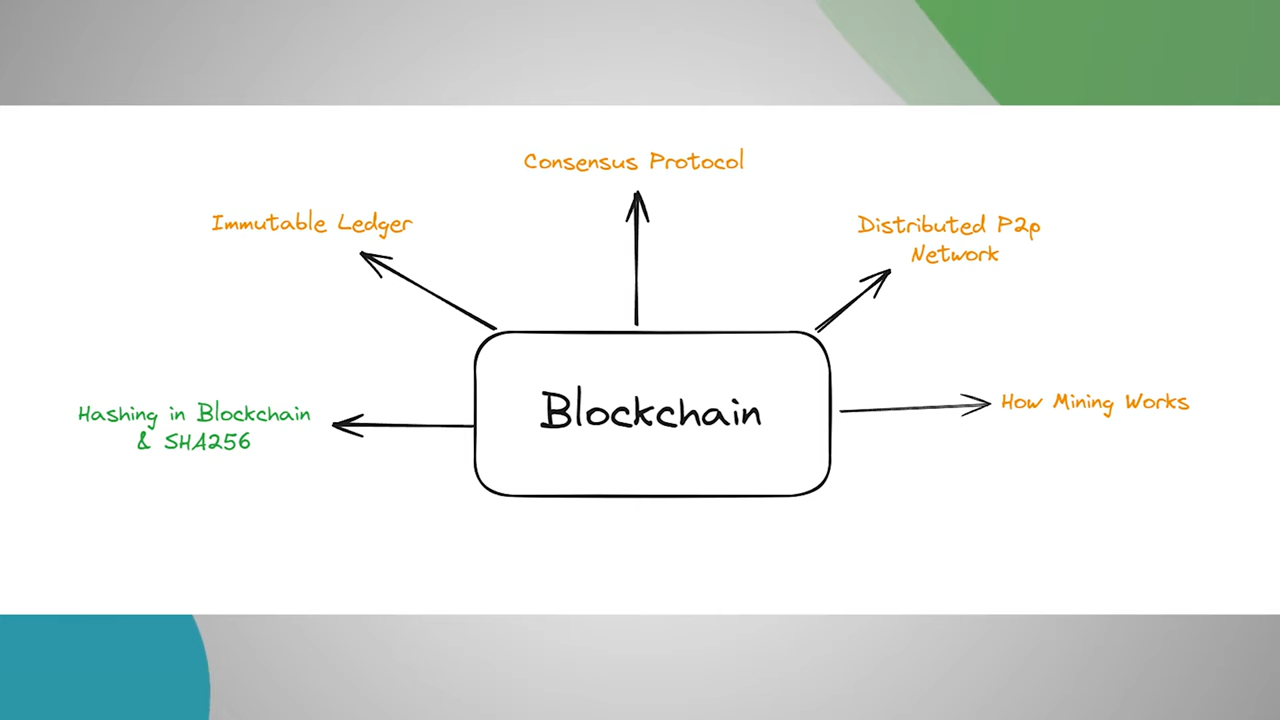 Consensus Protocol
Immutable Ledger
Distributed P2p
Network
Hashing in Blockchain
& SHA256
Blockchain
How Mining Works